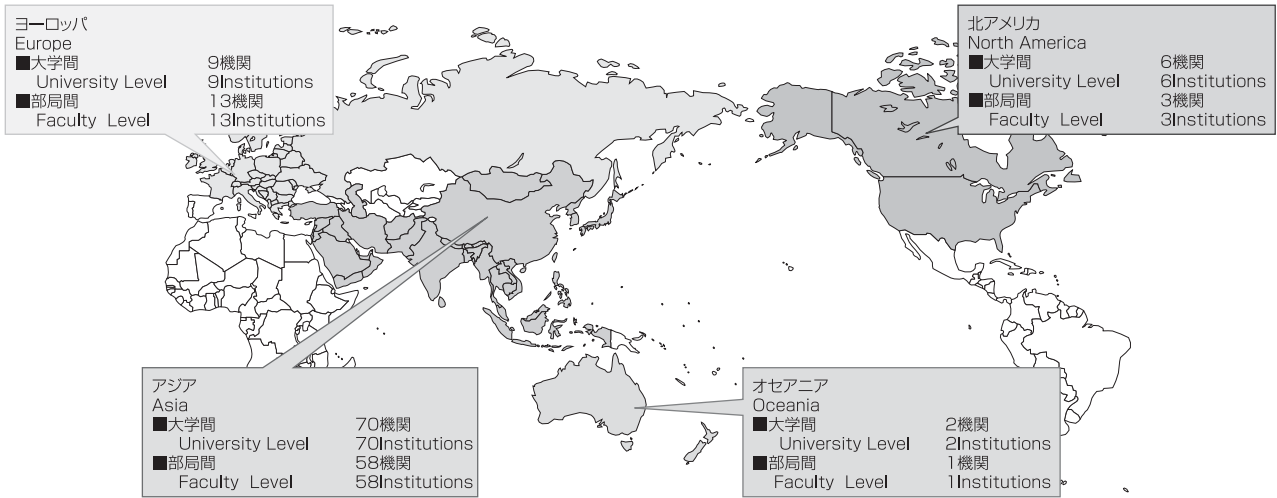 ヨーロッパ
Europe
■大学間 9機関
University Level 9Institutions
■部局間 13機関
Faculty Level 13Institutions
北アメリカ
North America
■大学間 6機関
University Level 6Institutions
■部局間 3機関
Faculty Level 3Institutions
アジア
Asia
■大学間 70機関
University Level 70Institutions
■部局間 58機関
Faculty Level 58Institutions
オセアニア
Oceania
■大学間 2機関
University Level 2Institutions
■部局間 1機関
Faculty Level 1Institutions